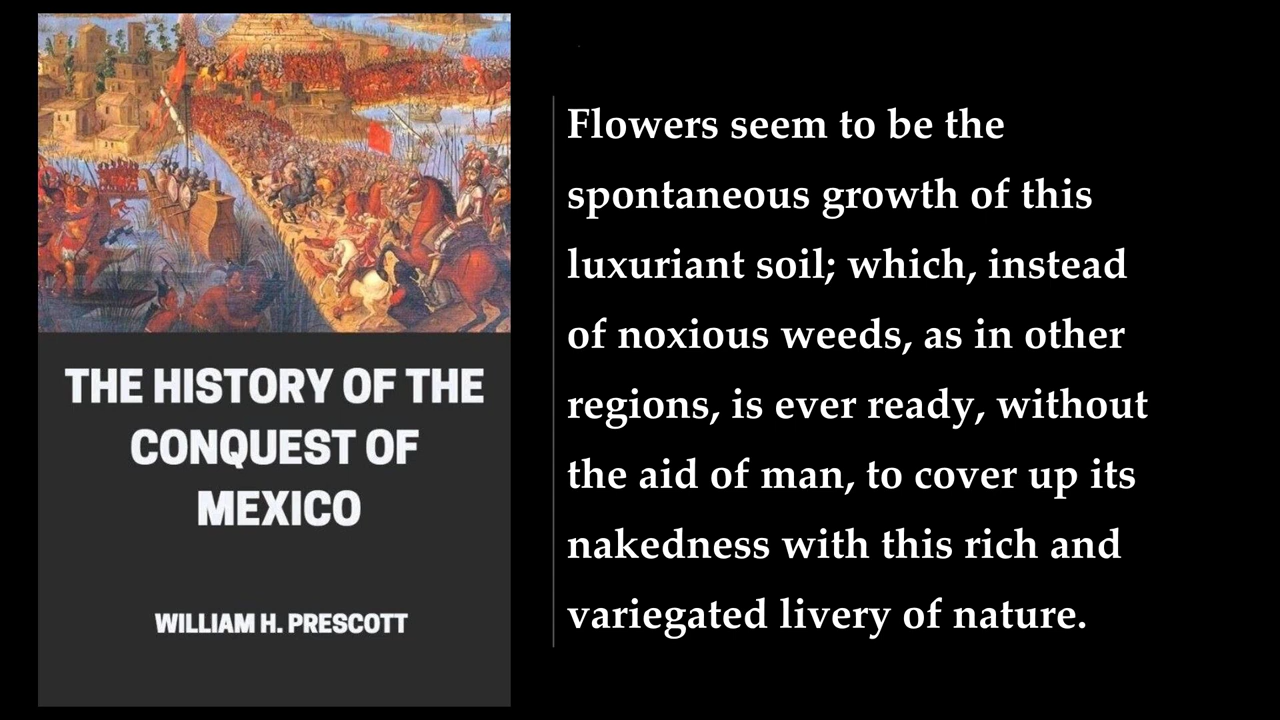 THE HISTORY OF THE
CONQUEST OF
MEXICO
WILLIAM H. PRESCOTT
Flowers seem to be the
spontaneous growth of this
luxuriant soil; which, instead
of noxious weeds, as in other
regions, is ever ready, without
the aid of man, to cover up its
nakedness with this rich and
variegated livery of nature.